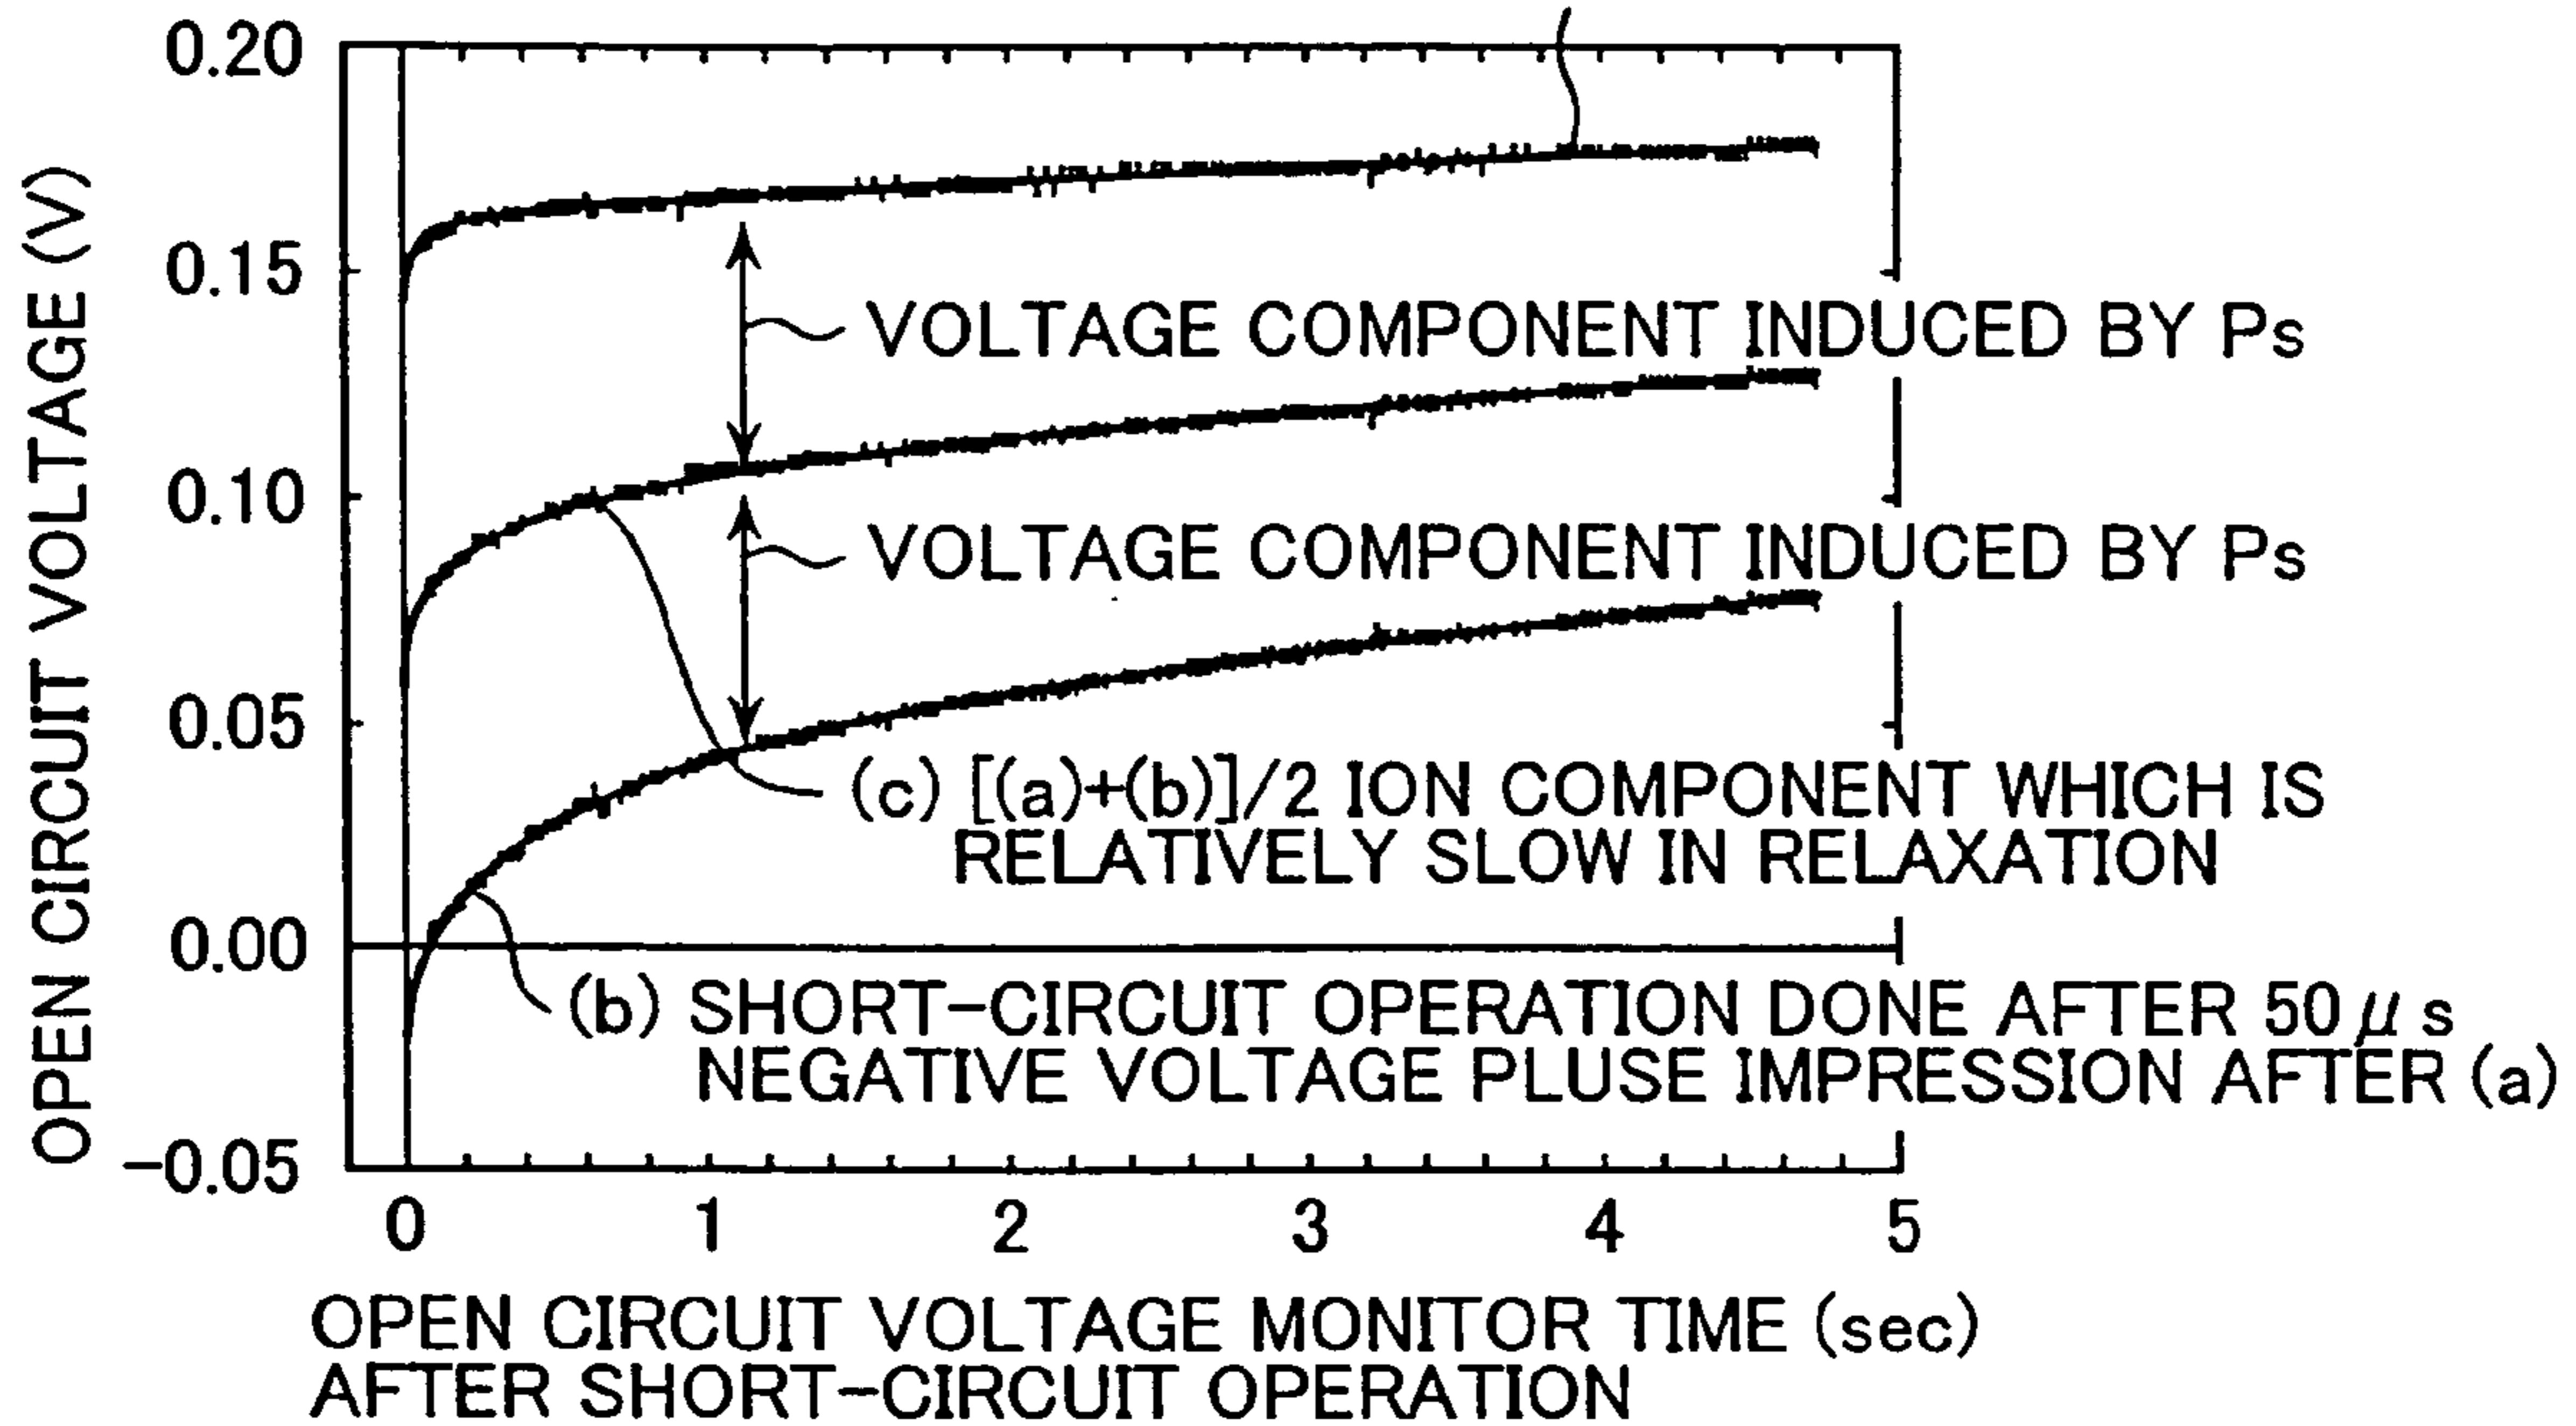 OPEN CIRCUIT VOLTAGE (V)
0.20
0.15
0.10
0.05
0.00
−0.05
VOLTAGE COMPONENT INDUCED BY Ps
VOLTAGE COMPONENT INDUCED BY Ps
(c) [(a)+(b)]/2 ION COMPONENT WHICH IS
RELATIVELY SLOW IN RELAXATION
(b) SHORT−CIRCUIT OPERATION DONE AFTER 50 μ s
NEGATIVE VOLTAGE PLUSE IMPRESSION AFTER (a)
0 1 2 3 4 5
OPEN CIRCUIT VOLTAGE MONITOR TIME (sec)
AFTER SHORT−CIRCUIT OPERATION